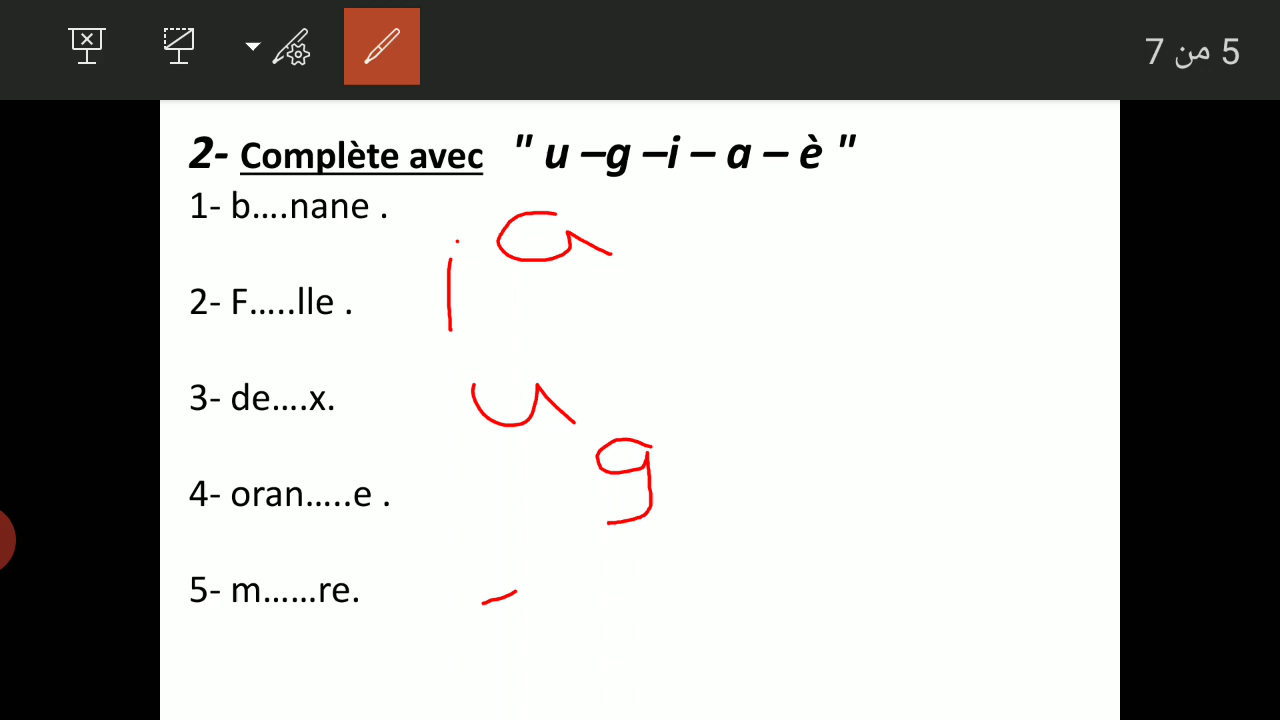 5 من 7
2- Complète avec " u –g –i – a – è "
1- b....nane .
a
i
2- F.....lle .
3- de....x.
u
g
4- oran.....e .
5- m......re.